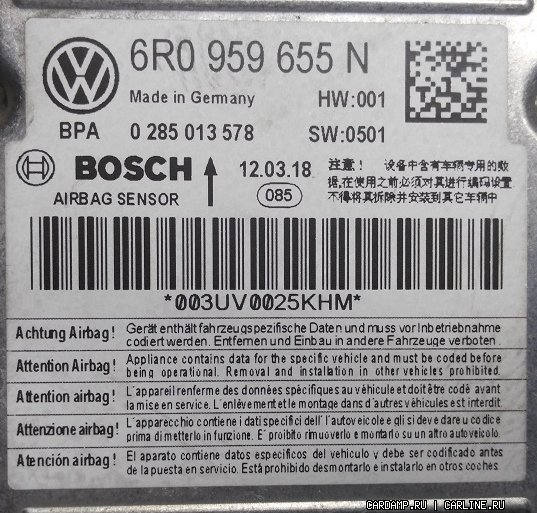 VW
6R0 959 655 N
Made in Germany HW:001
BPA 0 285 013 578 SW:0501
BOSCH 12.03.18
AIRBAG SENSOR 085
注意! 设备中含有车辆专用的数
据,在使用之前必须对其进行编码设置
不得将其拆除并安装到其它车辆中
*003UV0025KHM*
Achtung Airbag! Gerät enthält fahrzeugspezifische Daten und muss vor Inbetriebnahme
codiert werden. Entfernen und Einbau in andere Fahrzeuge verboten.
Attention Airbag! Appliance contains data for the specific vehicle and must be coded before
being operational. Removal and installation in other vehicles prohibited.
Attention airbag! L'appareil renferme des données spécifiques au véhicule et doit être codé avant
la mise en service. L'enlèvement et le montage dans d'autres véhicules est interdit.
Attenzione airbag! L'apparecchio contiene i dati specifici dell'autoveicolo e gli si deve dare u codice
prima di metterlo in funzione. E' proibito rimuoverlo e montarlo su un altro autoveicolo.
Atención airbag! El aparato contiene datos específicos del vehículo y debe ser codificado antes
de la puesta en servicio. Está prohibido desmontarlo e instalarlo en otros coches
CARDAMP.RU | CARLINE.RU